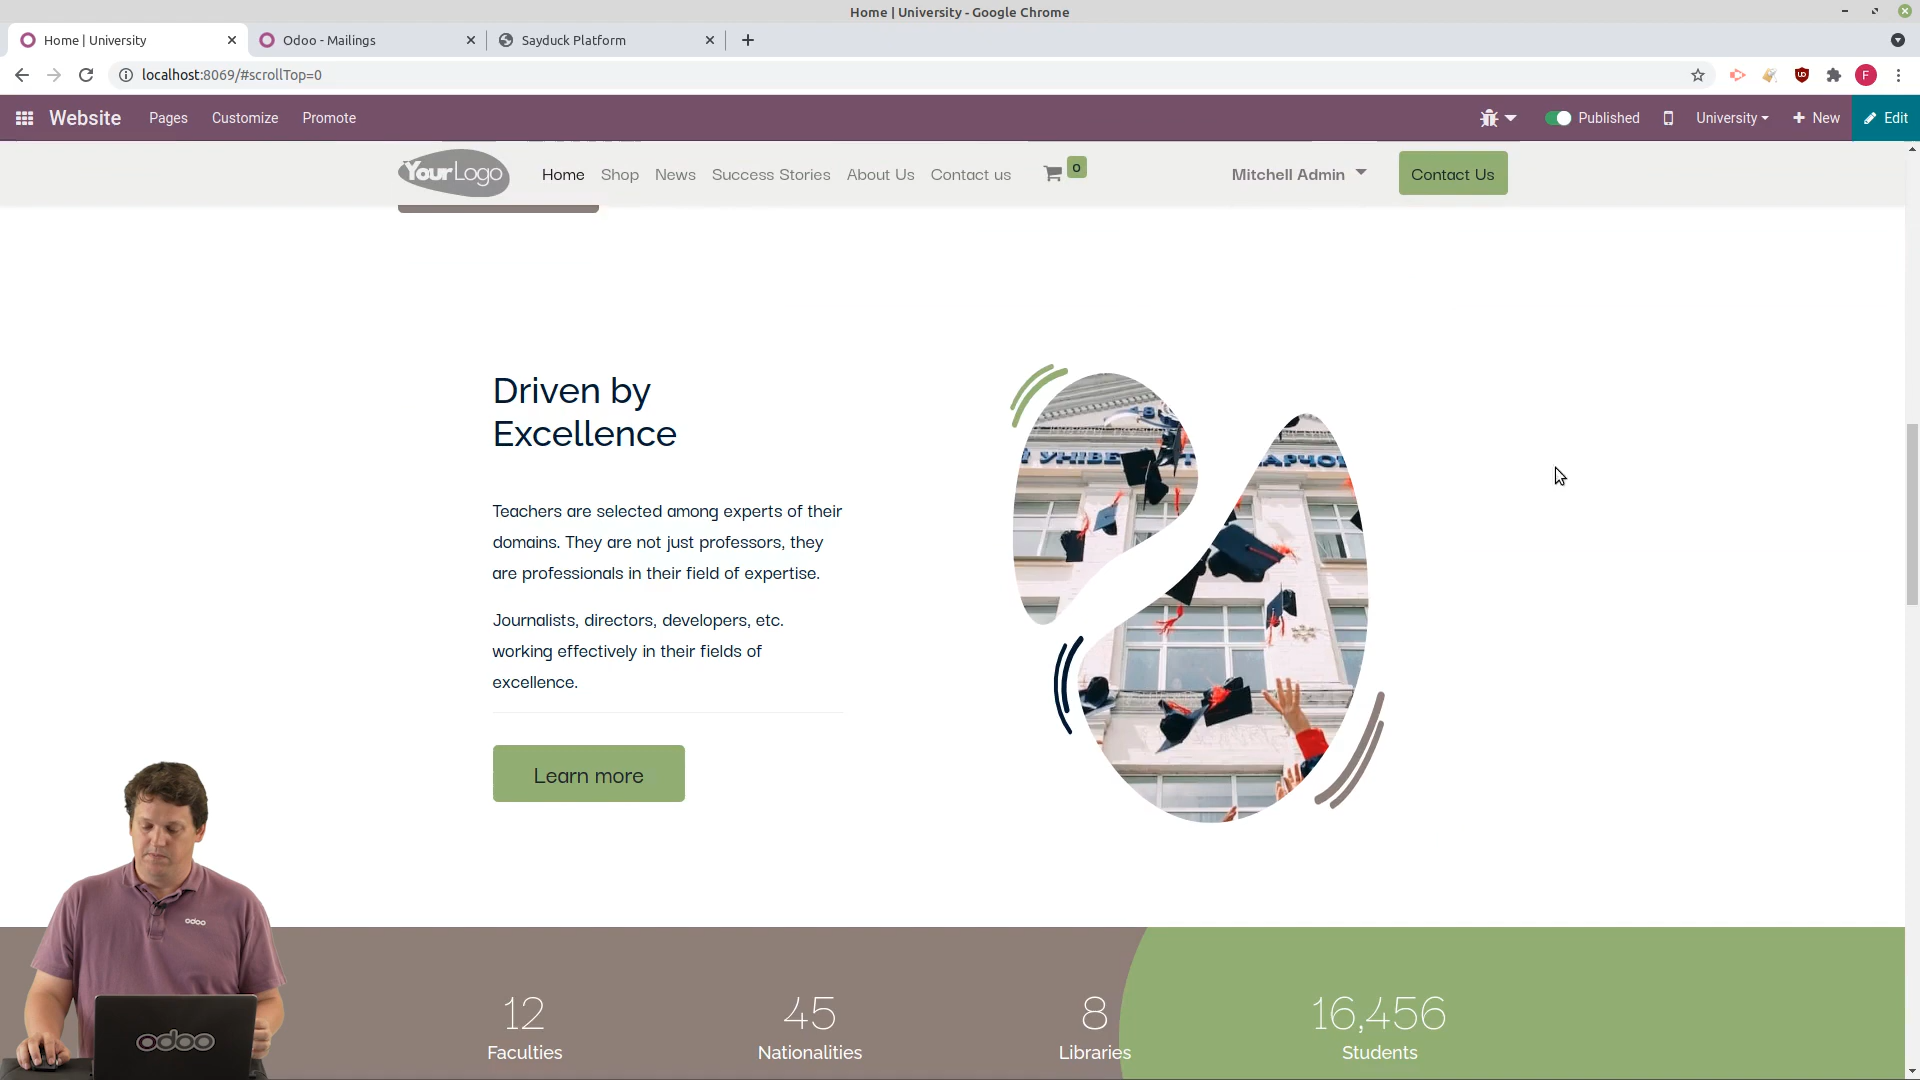 Home | University - Google Chrome
Home | University
Odoo - Mailings
Sayduck Platform
localhost:8069/#scrollTop=0
F
Website
Pages
Customize
Promote
Published
University
New
Edit
YourLogo
Home
Shop
News
Success Stories
About Us
Contact us
0
Mitchell Admin
Contact Us
Driven by
Excellence
Teachers are selected among experts of their
domains. They are not just professors, they
are professionals in their field of expertise.
Journalists, directors, developers, etc.
working effectively in their fields of
excellence.
Learn more
odoo
odoo
12
45
8
16,456
Faculties
Nationalities
Libraries
Students